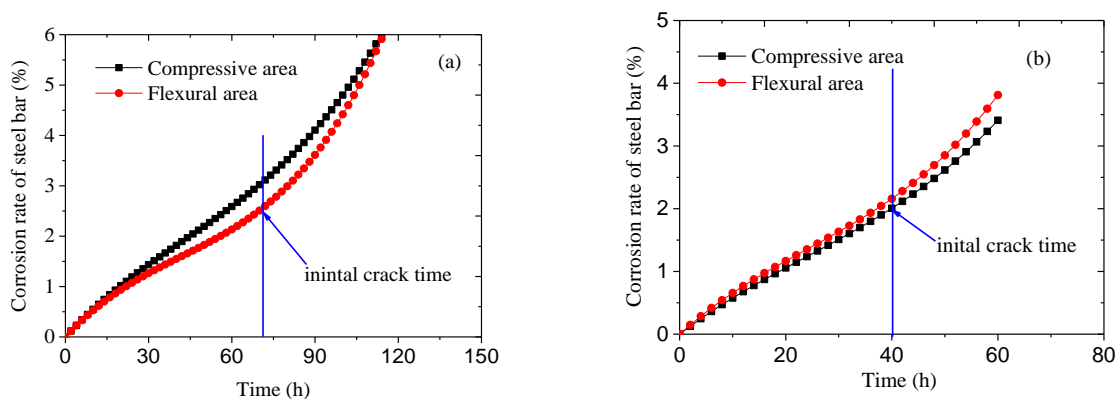 (a)
Compressive area
Flexural area
inintal crack time
Corrosion rate of steel bar (%)
0
1
2
3
4
5
6
0
30
60
90
120
150
Time (h)
(b)
Compressive area
Flexural area
inital crack time
Corrosion rate of steel bar (%)
0
1
2
3
4
5
0
20
40
60
80
Time (h)